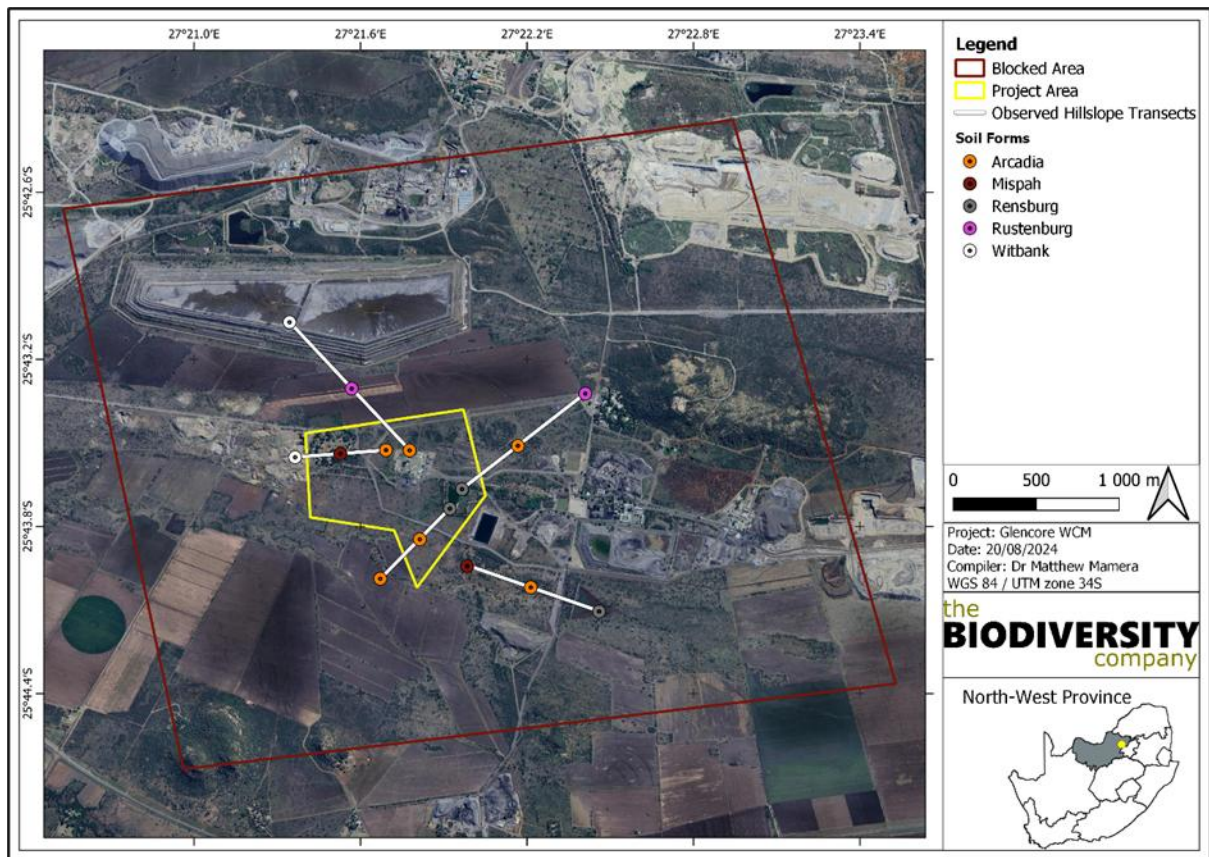 27°21.0'E 27°21.6'E 27°22.2'E 27°22.8'E 27°23.4'E
25°42.6'S
25°43.2'S
25°43.8'S
25°44.4'S
Legend
Blocked Area
Project Area
Observed Hillslope Transects
Soil Forms
Arcadia
Mispah
Rensburg
Rustenburg
Witbank
0 500 1 000 m
Project: Glencore WCM
Date: 20/08/2024
Compiler: Dr Matthew Mamera
WGS 84 / UTM zone 34S
the
BIODIVERSITY
company
North-West Province